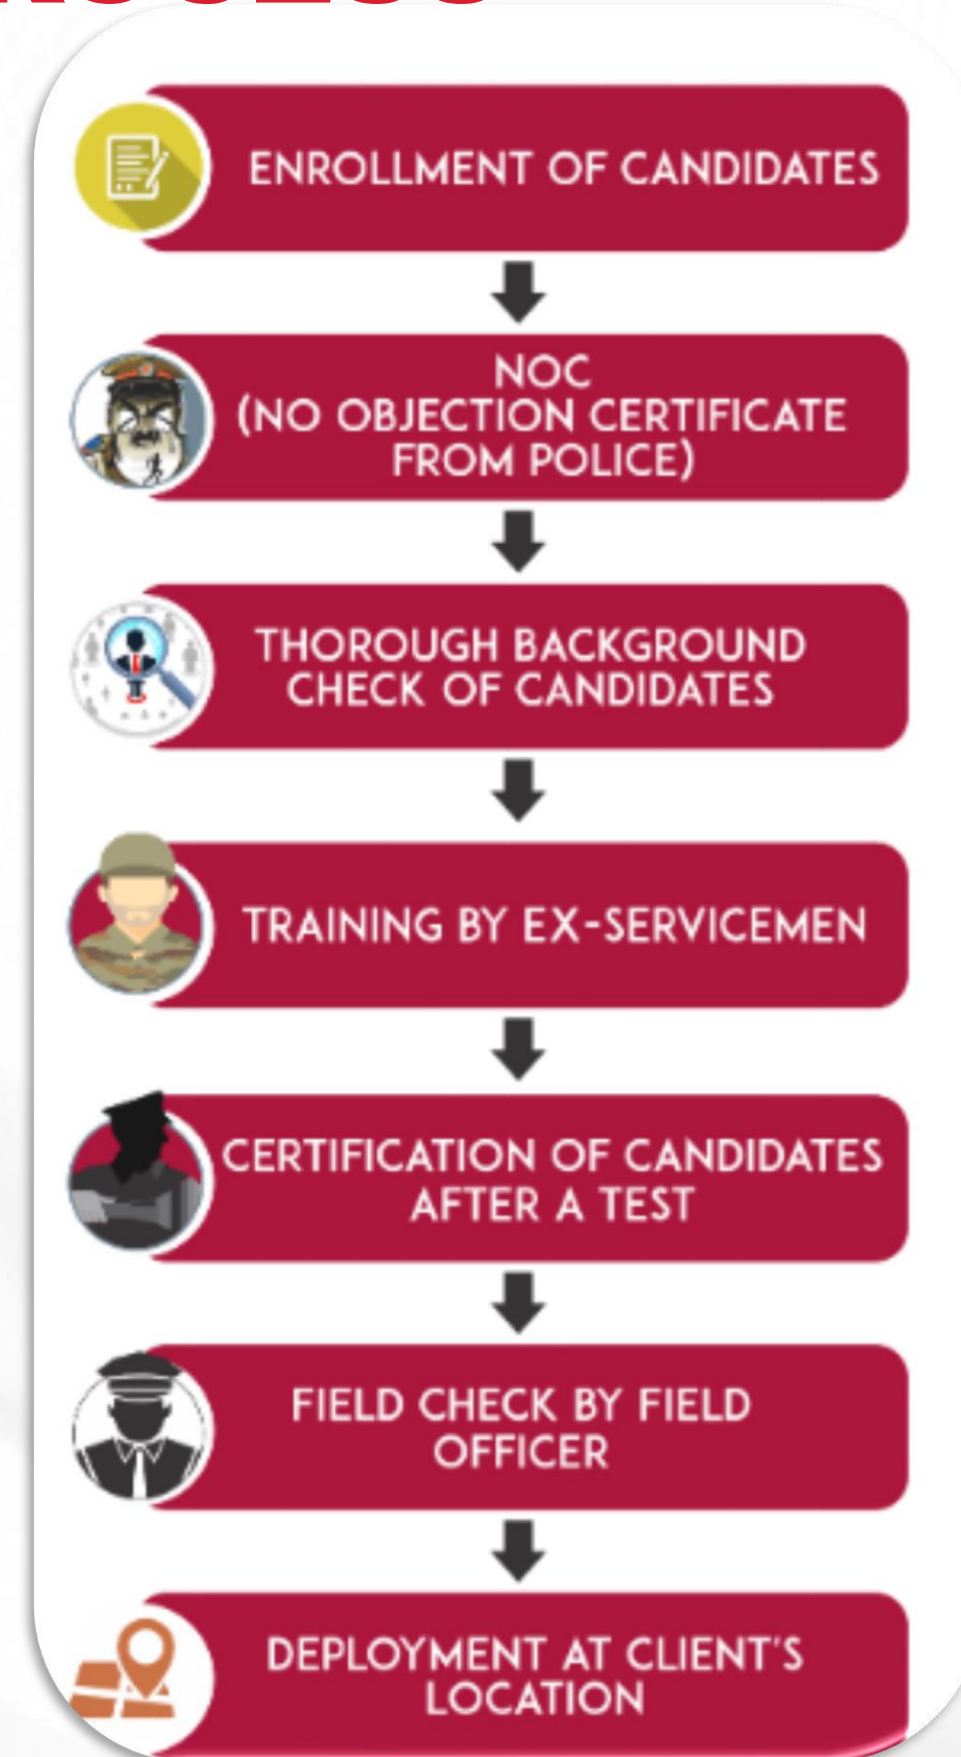 ENROLLMENT OF CANDIDATES
NOC
(NO OBJECTION CERTIFICATE
FROM POLICE)
THOROUGH BACKGROUND
CHECK OF CANDIDATES
TRAINING BY EX-SERVICEMEN
CERTIFICATION OF CANDIDATES
AFTER A TEST
FIELD CHECK BY FIELD
OFFICER
DEPLOYMENT AT CLIENT'S
LOCATION